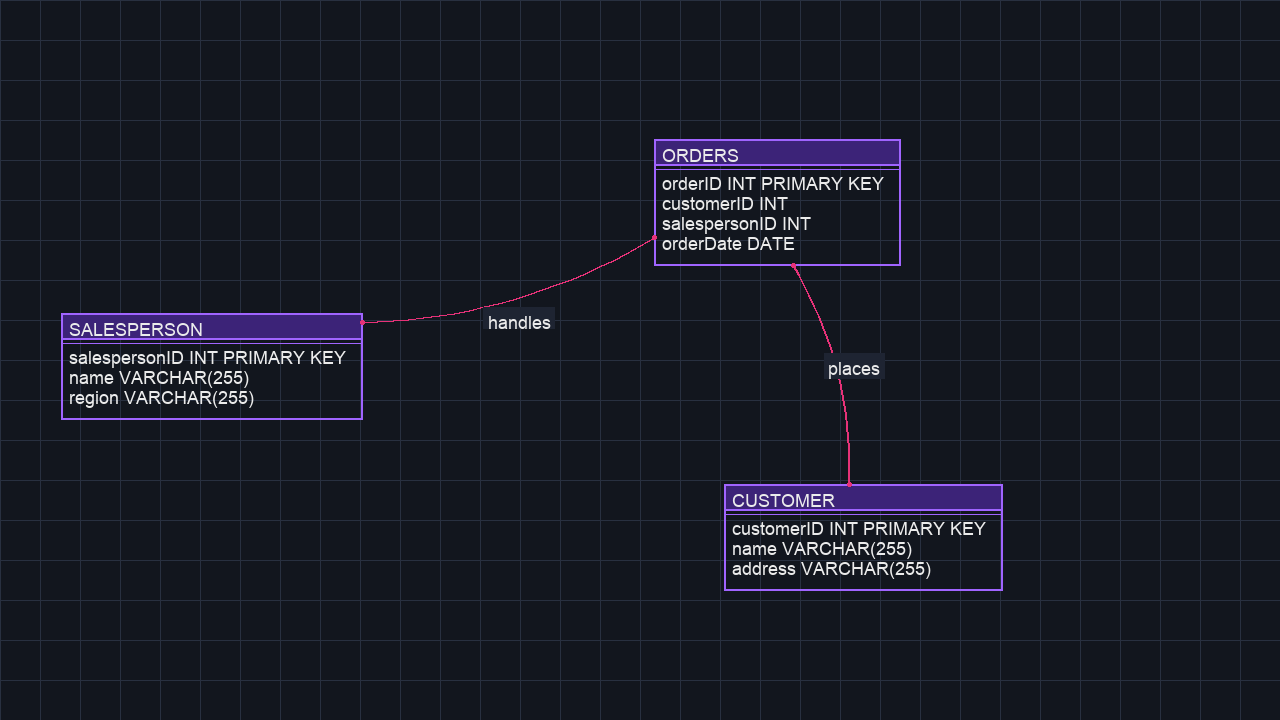 ORDERS
orderID INT PRIMARY KEY
customerID INT
salespersonID INT
orderDate DATE
handles
SALESPERSON
salespersonID INT PRIMARY KEY
name VARCHAR(255)
region VARCHAR(255)
places
CUSTOMER
customerID INT PRIMARY KEY
name VARCHAR(255)
address VARCHAR(255)